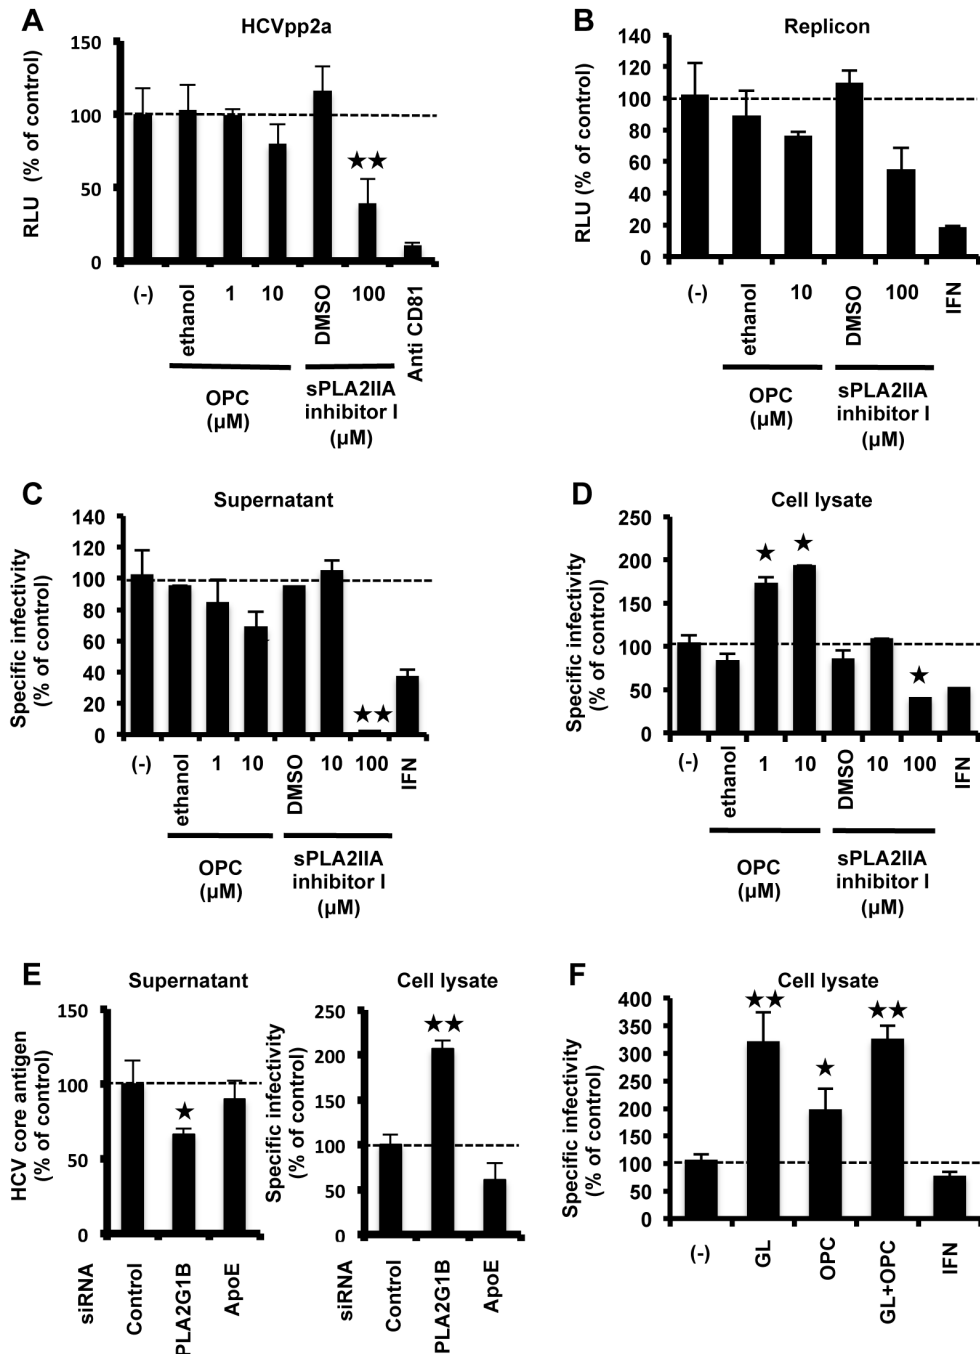 A
HCVpp2a
RLU (% of control)
150
100
50
0
(-)
ethanol
1
10
DMSO
100
Anti CD81
OPC
(µM)
sPLA2IIA
inhibitor I
(µM)
B
Replicon
RLU (% of control)
140
120
100
80
60
40
20
0
(-)
ethanol
10
DMSO
100
IFN
OPC
(µM)
sPLA2IIA
inhibitor I
(µM)
C
Supernatant
Specific infectivity
(% of control)
140
120
100
80
60
40
20
0
(-)
ethanol
1
10
DMSO
10
100
IFN
OPC
(µM)
sPLA2IIA
inhibitor I
(µM)
D
Cell lysate
Specific infectivity
(% of control)
250
200
150
100
50
0
(-)
ethanol
1
10
DMSO
10
100
IFN
OPC
(µM)
sPLA2IIA
inhibitor I
(µM)
E
Supernatant
HCV core antigen
(% of control)
150
100
50
0
siRNA
Control
PLA2G1B
ApoE
Cell lysate
Specific infectivity
(% of control)
250
200
150
100
50
0
siRNA
Control
PLA2G1B
ApoE
F
Cell lysate
Specific infectivity
(% of control)
400
350
300
250
200
150
100
50
0
(-)
GL
OPC
GL+OPC
IFN